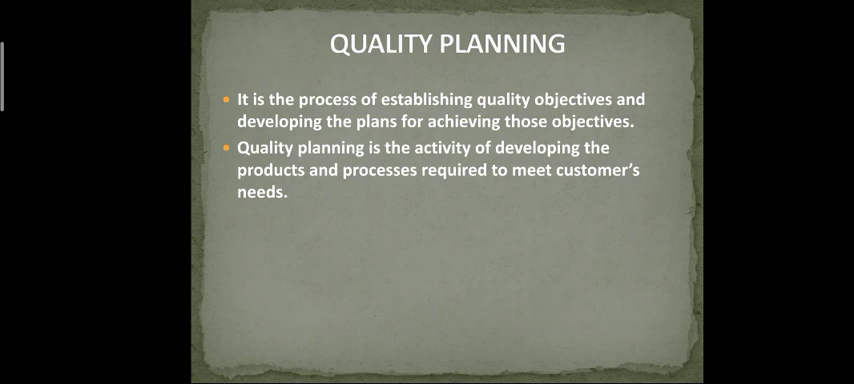 QUALITY PLANNING
• It is the process of establishing quality objectives and
developing the plans for achieving those objectives.
• Quality planning is the activity of developing the
products and processes required to meet customer's
needs.